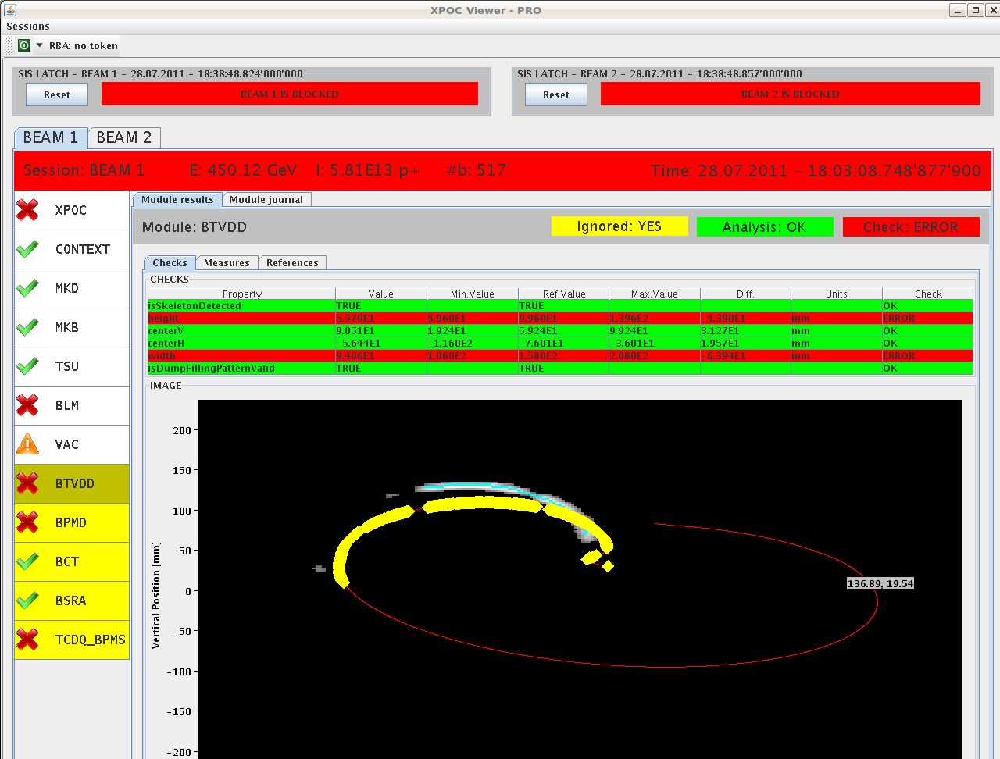 XPOC Viewer - PRO
Sessions
RBA: no token
SIS LATCH - BEAM 1 - 28.07.2011 - 18:38:48.824'000'000
Reset
BEAM 1 IS BLOCKED
SIS LATCH - BEAM 2 - 28.07.2011 - 18:38:48.857'000'000
Reset
BEAM 2 IS BLOCKED
BEAM 1 BEAM 2
Session: BEAM 1 E: 450.12 GeV I: 5.81E13 p+ #b: 517 Time: 28.07.2011 - 18:03:08.748'877'900
XPOC
CONTEXT
MKD
MKB
TSU
BLM
VAC
BTVDD
BPMD
BCT
BSRA
TCDQ_BPMS
Module results Module journal
Module: BTVDD Ignored: YES Analysis: OK Check: ERROR
Checks Measures References
CHECKS
Property Value Min.Value Ref.Value Max.Value Diff. Units Check
isSkeletonDetected TRUE TRUE OK
height 5.570E1 5.960E1 9.960E1 1.396E2 -4.390E1 mm ERROR
centerV 9.051E1 1.924E1 5.924E1 9.924E1 3.127E1 mm OK
centerH -5.644E1 -1.160E2 -7.601E1 -3.601E1 1.957E1 mm OK
width 9.406E1 1.080E2 1.580E2 2.080E2 -6.394E1 mm ERROR
isDumpFillingPatternValid TRUE TRUE OK
IMAGE
200
150
100
50
0
-50
-100
-150
-200
Vertical Position [mm]
136.89, 19.54